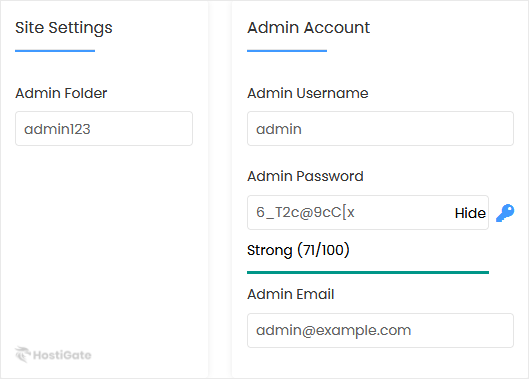 Site Settings
Admin Folder
admin123
Admin Account
Admin Username
admin
Admin Password
6_T2c@9cC[x
Hide
Strong (71/100)
Admin Email
admin@example.com
HostiGate